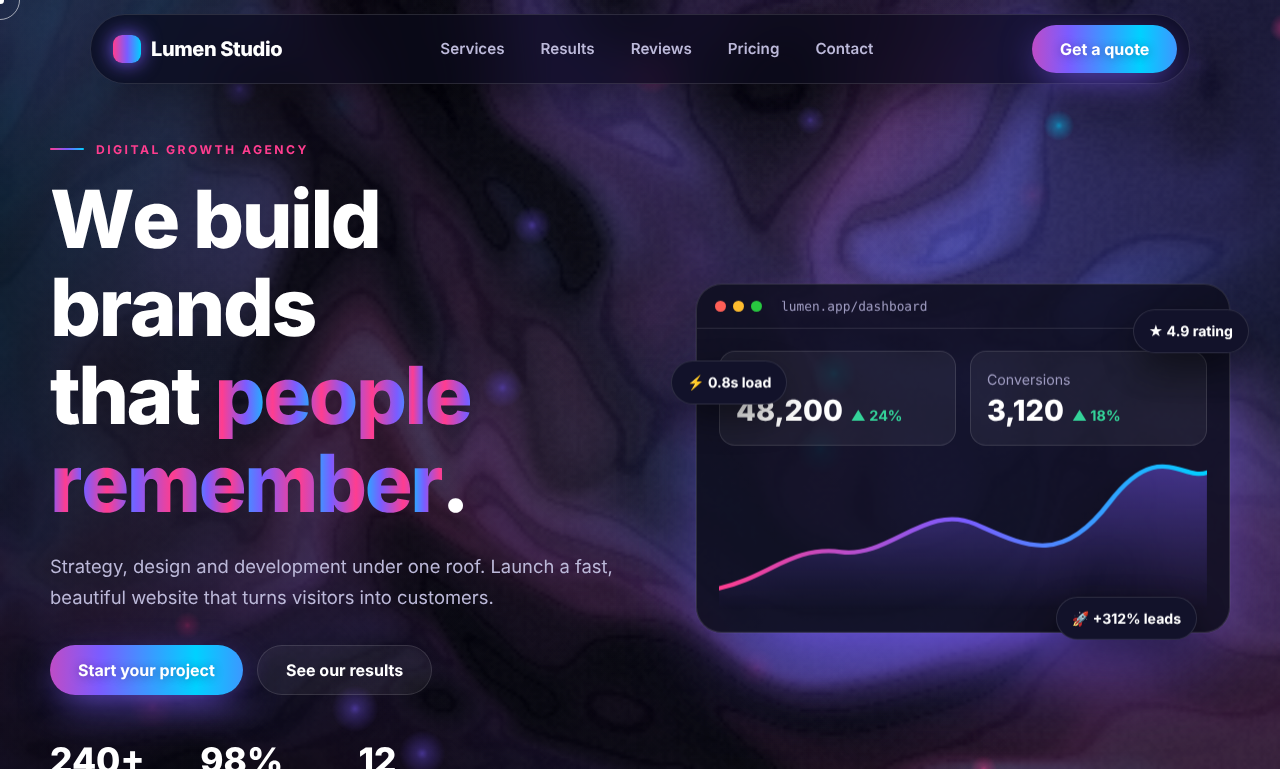 Lumen Studio
Services
Results
Reviews
Pricing
Contact
Get a quote
DIGITAL GROWTH AGENCY
We build
brands
that people
remember.
Strategy, design and development under one roof. Launch a fast,
beautiful website that turns visitors into customers.
Start your project
See our results
240+
98%
12
lumen.app/dashboard
★ 4.9 rating
⚡ 0.8s load
48,200 ▲ 24%
Conversions
3,120 ▲ 18%
🚀 +312% leads